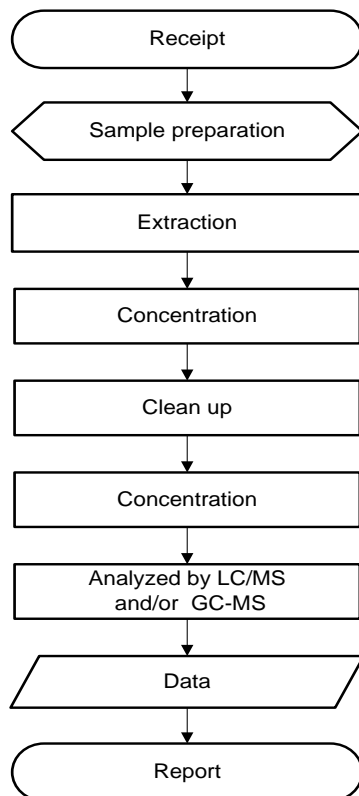 Receipt
Sample preparation
Extraction
Concentration
Clean up
Concentration
Analyzed by LC/MS
and/or  GC-MS
Data
Report